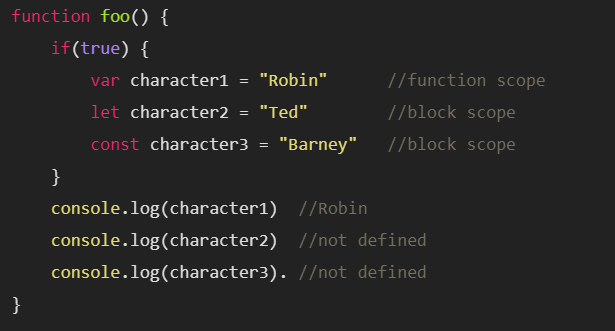 function foo() {
    if(true) {
        var character1 = "Robin"      //function scope
        let character2 = "Ted"        //block scope
        const character3 = "Barney"   //block scope
    }
    console.log(character1)  //Robin
    console.log(character2)  //not defined
    console.log(character3). //not defined
}